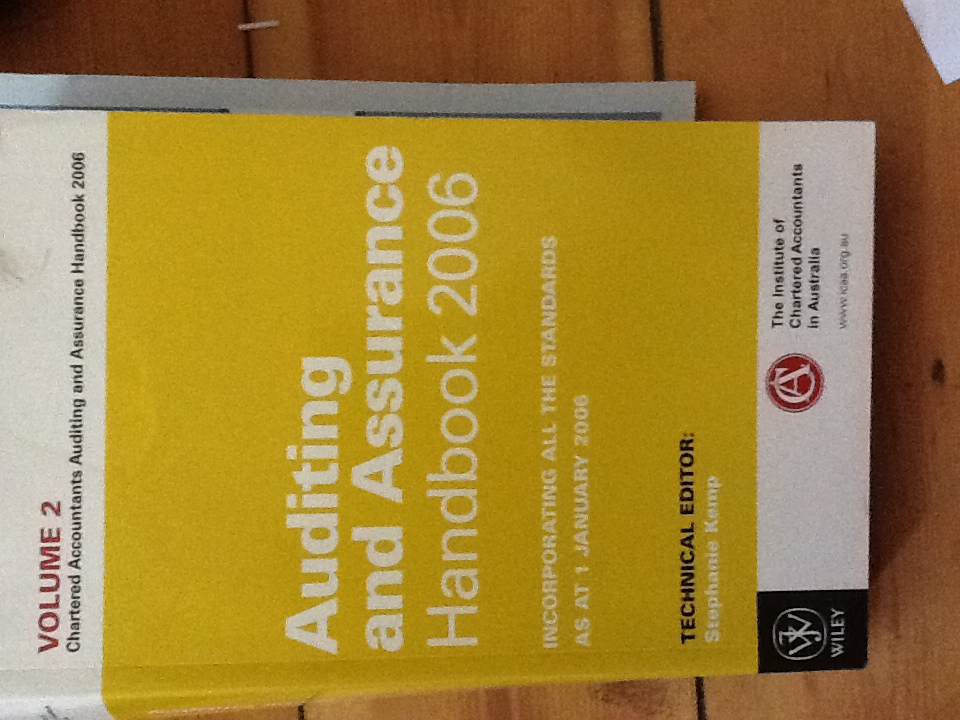 VOLUME 2
Chartered Accountants Auditing and Assurance Handbook 2006
Auditing
and Assurance
Handbook 2006
INCORPORATING ALL THE STANDARDS
AS AT 1 JANUARY 2006
TECHNICAL EDITOR:
Stephanie Kemp
WILEY
CA
The Institute of
Chartered Accountants
in Australia
www.icaa.org.au